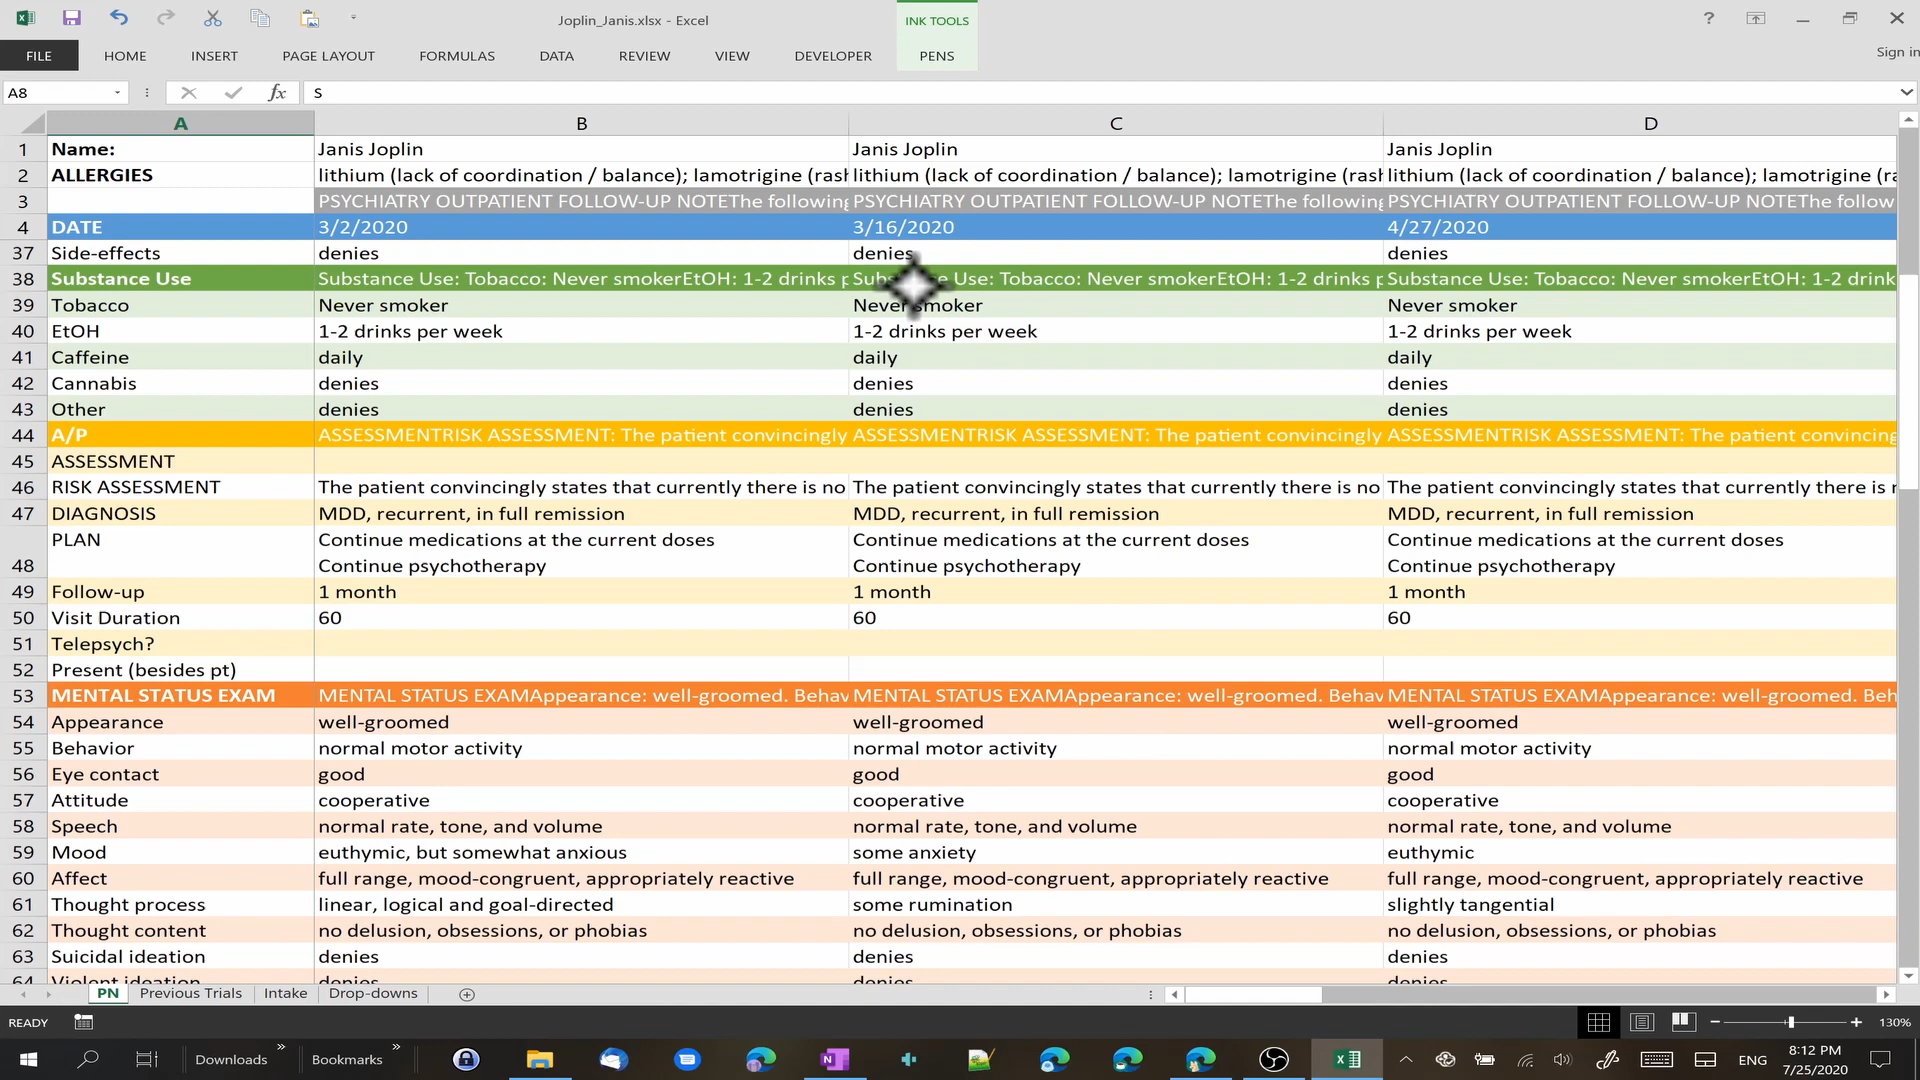 Joplin_Janis.xlsx - Excel
INK TOOLS
?
FILE HOME INSERT PAGE LAYOUT FORMULAS DATA REVIEW VIEW DEVELOPER PENS Sign in
A8 fx S
A B C D
1 Name: Janis Joplin Janis Joplin Janis Joplin
2 ALLERGIES lithium (lack of coordination / balance); lamotrigine (rash lithium (lack of coordination / balance); lamotrigine (rash lithium (lack of coordination / balance); lamotrigine (ra
3 PSYCHIATRY OUTPATIENT FOLLOW-UP NOTEThe following PSYCHIATRY OUTPATIENT FOLLOW-UP NOTEThe following PSYCHIATRY OUTPATIENT FOLLOW-UP NOTEThe follow
4 DATE 3/2/2020 3/16/2020 4/27/2020
37 Side-effects denies denies denies
38 Substance Use Substance Use: Tobacco: Never smokerEtOH: 1-2 drinks p Use: Tobacco: Never smokerEtOH: 1-2 drinks p Substance Use: Tobacco: Never smokerEtOH: 1-2 drink
39 Tobacco Never smoker Never smoker Never smoker
40 EtOH 1-2 drinks per week 1-2 drinks per week 1-2 drinks per week
41 Caffeine daily daily daily
42 Cannabis denies denies denies
43 Other denies denies denies
44 A/P ASSESSMENTRISK ASSESSMENT: The patient convincingly ASSESSMENTRISK ASSESSMENT: The patient convincingly ASSESSMENTRISK ASSESSMENT: The patient convincing
45 ASSESSMENT
46 RISK ASSESSMENT The patient convincingly states that currently there is no The patient convincingly states that currently there is no The patient convincingly states that currently there is r
47 DIAGNOSIS MDD, recurrent, in full remission MDD, recurrent, in full remission MDD, recurrent, in full remission
PLAN Continue medications at the current doses Continue medications at the current doses Continue medications at the current doses
48 Continue psychotherapy Continue psychotherapy Continue psychotherapy
49 Follow-up 1 month 1 month 1 month
50 Visit Duration 60 60 60
51 Telepsych?
52 Present (besides pt)
53 MENTAL STATUS EXAM MENTAL STATUS EXAMAppearance: well-groomed. Behav MENTAL STATUS EXAMAppearance: well-groomed. Behav MENTAL STATUS EXAMAppearance: well-groomed. Beh
54 Appearance well-groomed well-groomed well-groomed
55 Behavior normal motor activity normal motor activity normal motor activity
56 Eye contact good good good
57 Attitude cooperative cooperative cooperative
58 Speech normal rate, tone, and volume normal rate, tone, and volume normal rate, tone, and volume
59 Mood euthymic, but somewhat anxious some anxiety euthymic
60 Affect full range, mood-congruent, appropriately reactive full range, mood-congruent, appropriately reactive full range, mood-congruent, appropriately reactive
61 Thought process linear, logical and goal-directed some rumination slightly tangential
62 Thought content no delusion, obsessions, or phobias no delusion, obsessions, or phobias no delusion, obsessions, or phobias
63 Suicidal ideation denies denies denies
64 Violent ideation denies denies denies
PN Previous Trials Intake Drop-downs
READY 130%
Downloads » Bookmarks » ENG 8:12 PM
7/25/2020